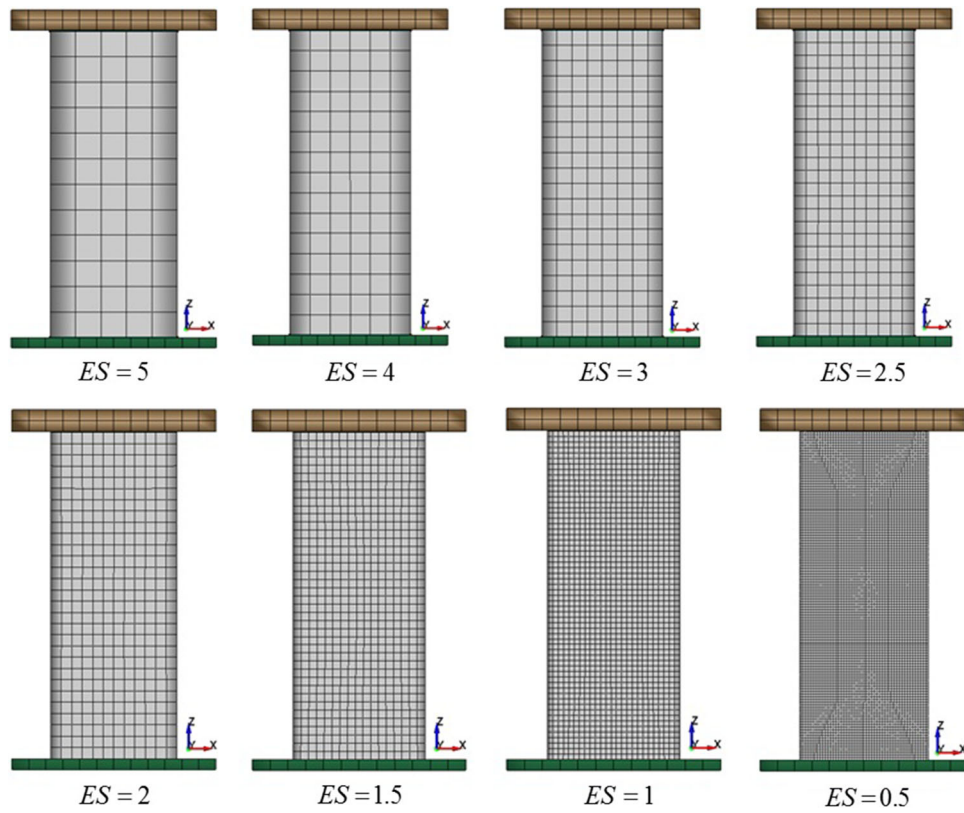 Z Z Z Z
Y X Y X Y X Y X
ES = 5 ES = 4 ES = 3 ES = 2.5
Z Z Z Z
Y X Y X Y X Y X
ES = 2 ES = 1.5 ES = 1 ES = 0.5